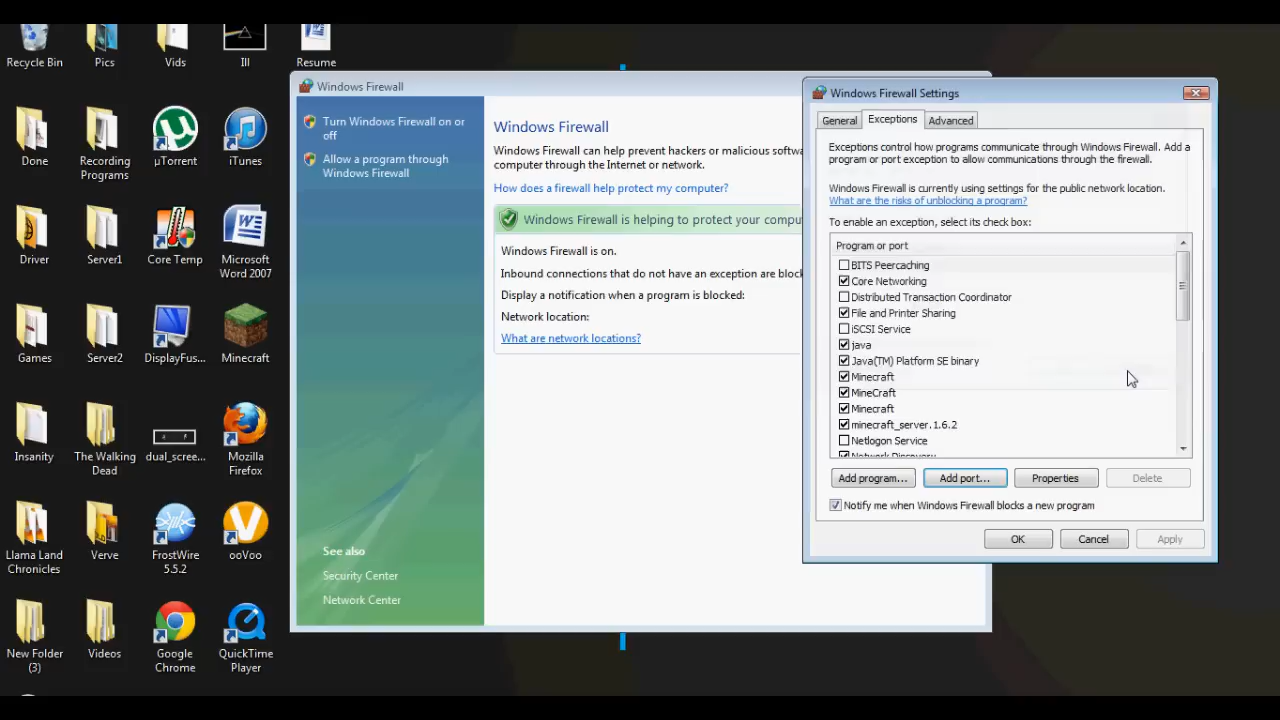 Recycle Bin
Pics
Vids
Ill
Resume
Done
Recording
Programs
µTorrent
iTunes
Driver
Server1
Core Temp
Microsoft
Word 2007
Games
Server2
DisplayFus...
Minecraft
Insanity
The Walking
Dead
dual_scree...
Mozilla
Firefox
Llama Land
Chronicles
Verve
FrostWire
5.5.2
ooVoo
New Folder
(3)
Videos
Google
Chrome
QuickTime
Player
Windows Firewall
Turn Windows Firewall on or
off
Allow a program through
Windows Firewall
See also
Security Center
Network Center
Windows Firewall
Windows Firewall can help prevent hackers or malicious softwa
computer through the Internet or network.
How does a firewall help protect my computer?
Windows Firewall is helping to protect your compu
Windows Firewall is on.
Inbound connections that do not have an exception are bloc
Display a notification when a program is blocked:
Network location:
What are network locations?
Windows Firewall Settings
General
Exceptions
Advanced
Exceptions control how programs communicate through Windows Firewall. Add a
program or port exception to allow communications through the firewall.
Windows Firewall is currently using settings for the public network location.
What are the risks of unblocking a program?
To enable an exception, select its check box:
Program or port
BITS Peercaching
Core Networking
Distributed Transaction Coordinator
File and Printer Sharing
iSCSI Service
java
Java(TM) Platform SE binary
Minecraft
MineCraft
Minecraft
minecraft_server.1.6.2
Netlogon Service
Network Discovery
Add program...
Add port...
Properties
Delete
Notify me when Windows Firewall blocks a new program
OK
Cancel
Apply